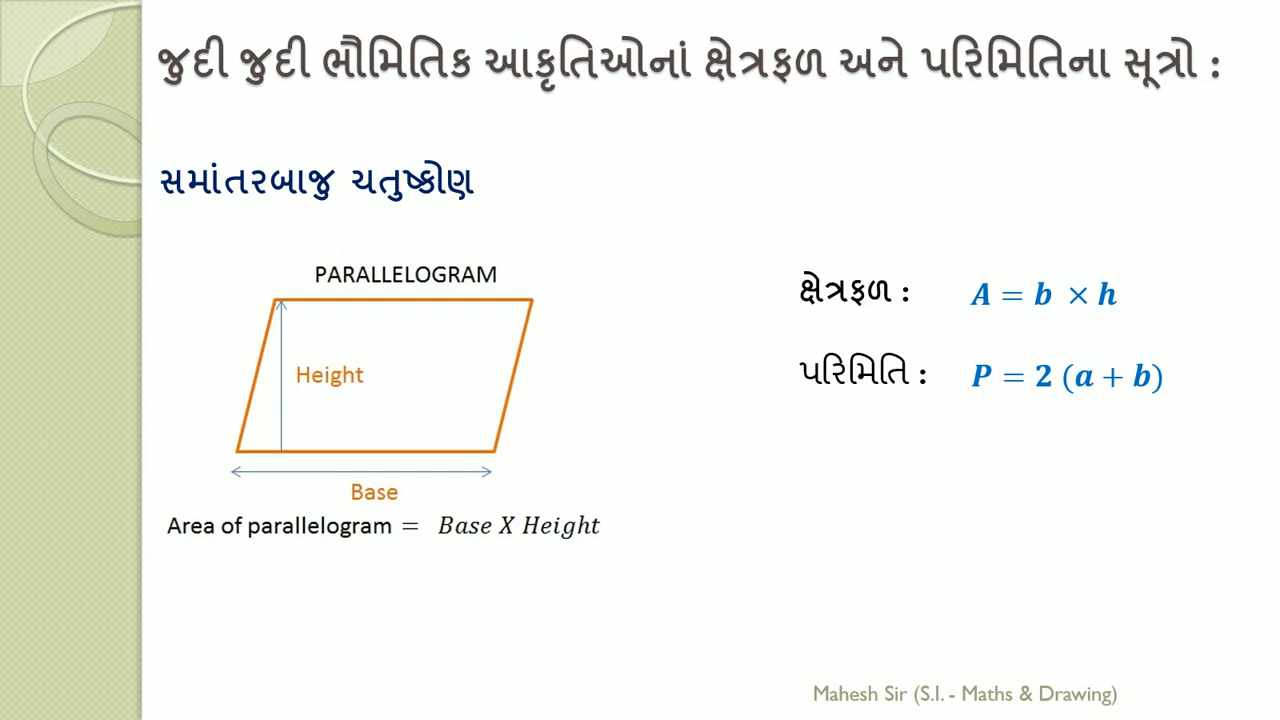 જુદી જુદી ભૌમિતિક આકૃતિઓનાં ક્ષેત્રફળ અને પરિમિતિના સૂત્રો :
સમાંતરબાજુ ચતુષ્કોણ
PARALLELOGRAM
Height
Base
Area of parallelogram = Base X Height
ક્ષેત્રફળ : A = b × h
પરિમિતિ : P = 2 (a + b)
Mahesh Sir (S.I. - Maths & Drawing)